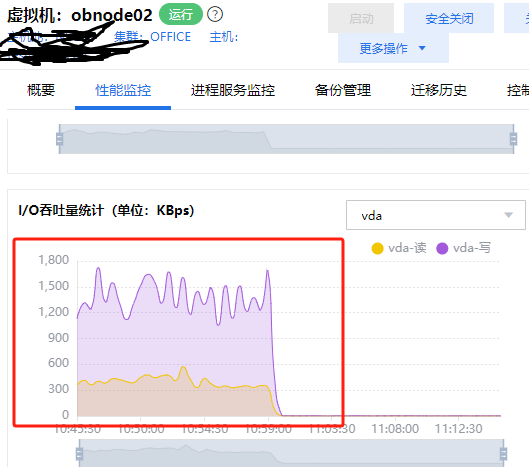 虚拟机：obnode02 运行 ?
启动 安全关闭
集群：OFFICE 主机：
更多操作
概要 性能监控 进程服务监控 备份管理 迁移历史
I/O吞吐量统计（单位：KBps）
vda
vda-读 vda-写
1,800
1,500
1,200
900
600
300
0
10:45:30 10:50:00 10:54:30 10:59:00 11:03:30 11:08:00 11:12:30